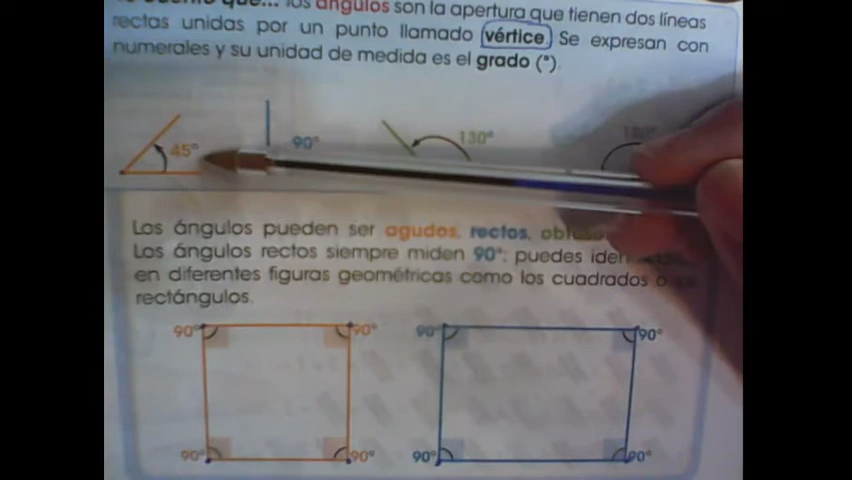 que... los ángulos son la apertura que tienen dos líneas
rectas unidas por un punto llamado vértice. Se expresan con
numerales y su unidad de medida es el grado (°).
45° 90° 130° 180°
Los ángulos pueden ser agudos, rectos,
Los ángulos rectos siempre miden 90°; puedes
en diferentes figuras geométricas como los cuadrados o
rectángulos.
90° 90° 90° 90°
90° 90° 90° 90°